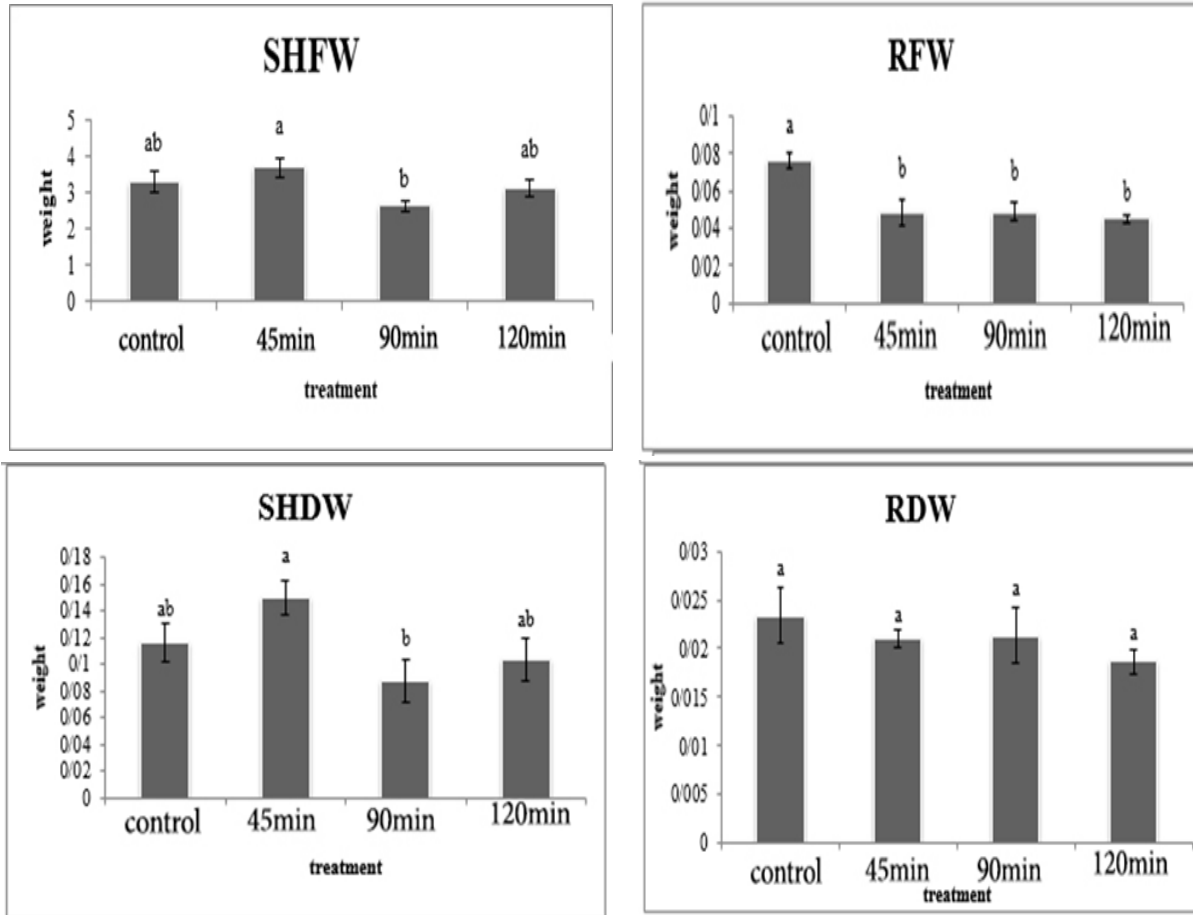 SHFW
5
4
3
2
1
0
weight
ab
a
b
ab
control 45min 90min 120min
treatment
RFW
0/1
0/08
0/06
0/04
0/02
0
weight
a
b
b
b
control 45min 90min 120min
treatment
SHDW
0/18
0/16
0/14
0/12
0/1
0/08
0/06
0/04
0/02
0
weight
ab
a
b
ab
control 45min 90min 120min
treatment
RDW
0/03
0/025
0/02
0/015
0/01
0/005
0
weight
a
a
a
a
control 45min 90min 120min
treatment